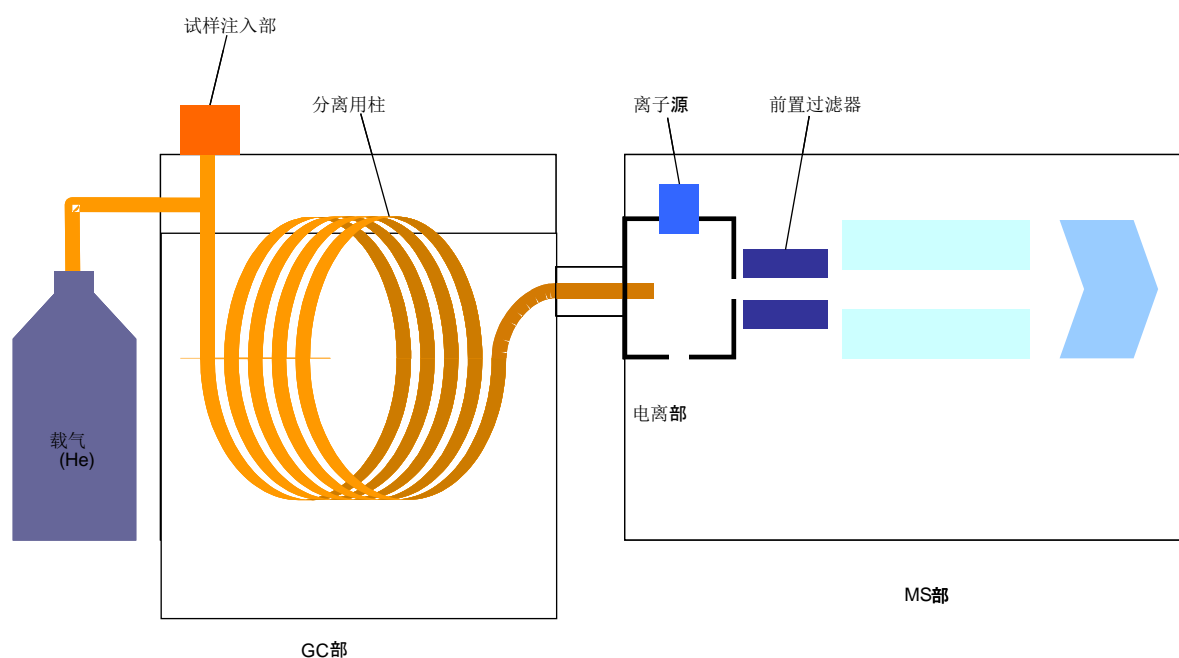 试样注入部
分离用柱
离子源
前置过滤器
电离部
载气
(He)
MS部
GC部